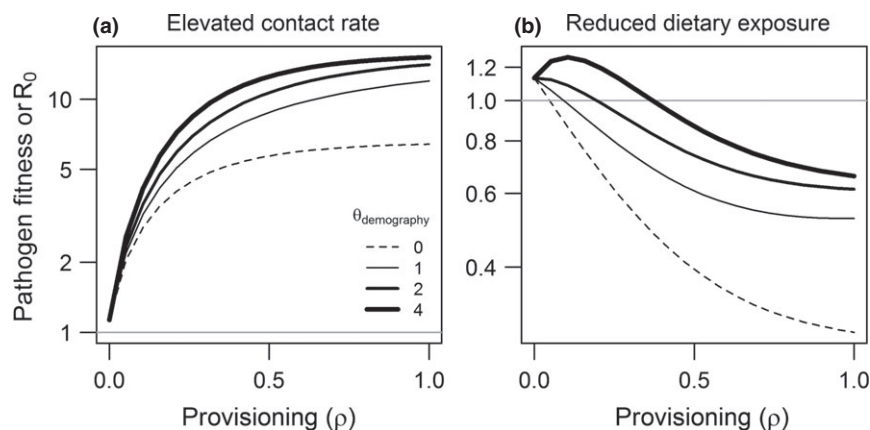 (a) Elevated contact rate
(b) Reduced dietary exposure
Pathogen fitness or R0
10
5
2
1
θdemography
0
1
2
4
0.0 0.5 1.0
Provisioning (ρ)
1.2
1.0
0.8
0.6
0.4
0.0 0.5 1.0
Provisioning (ρ)